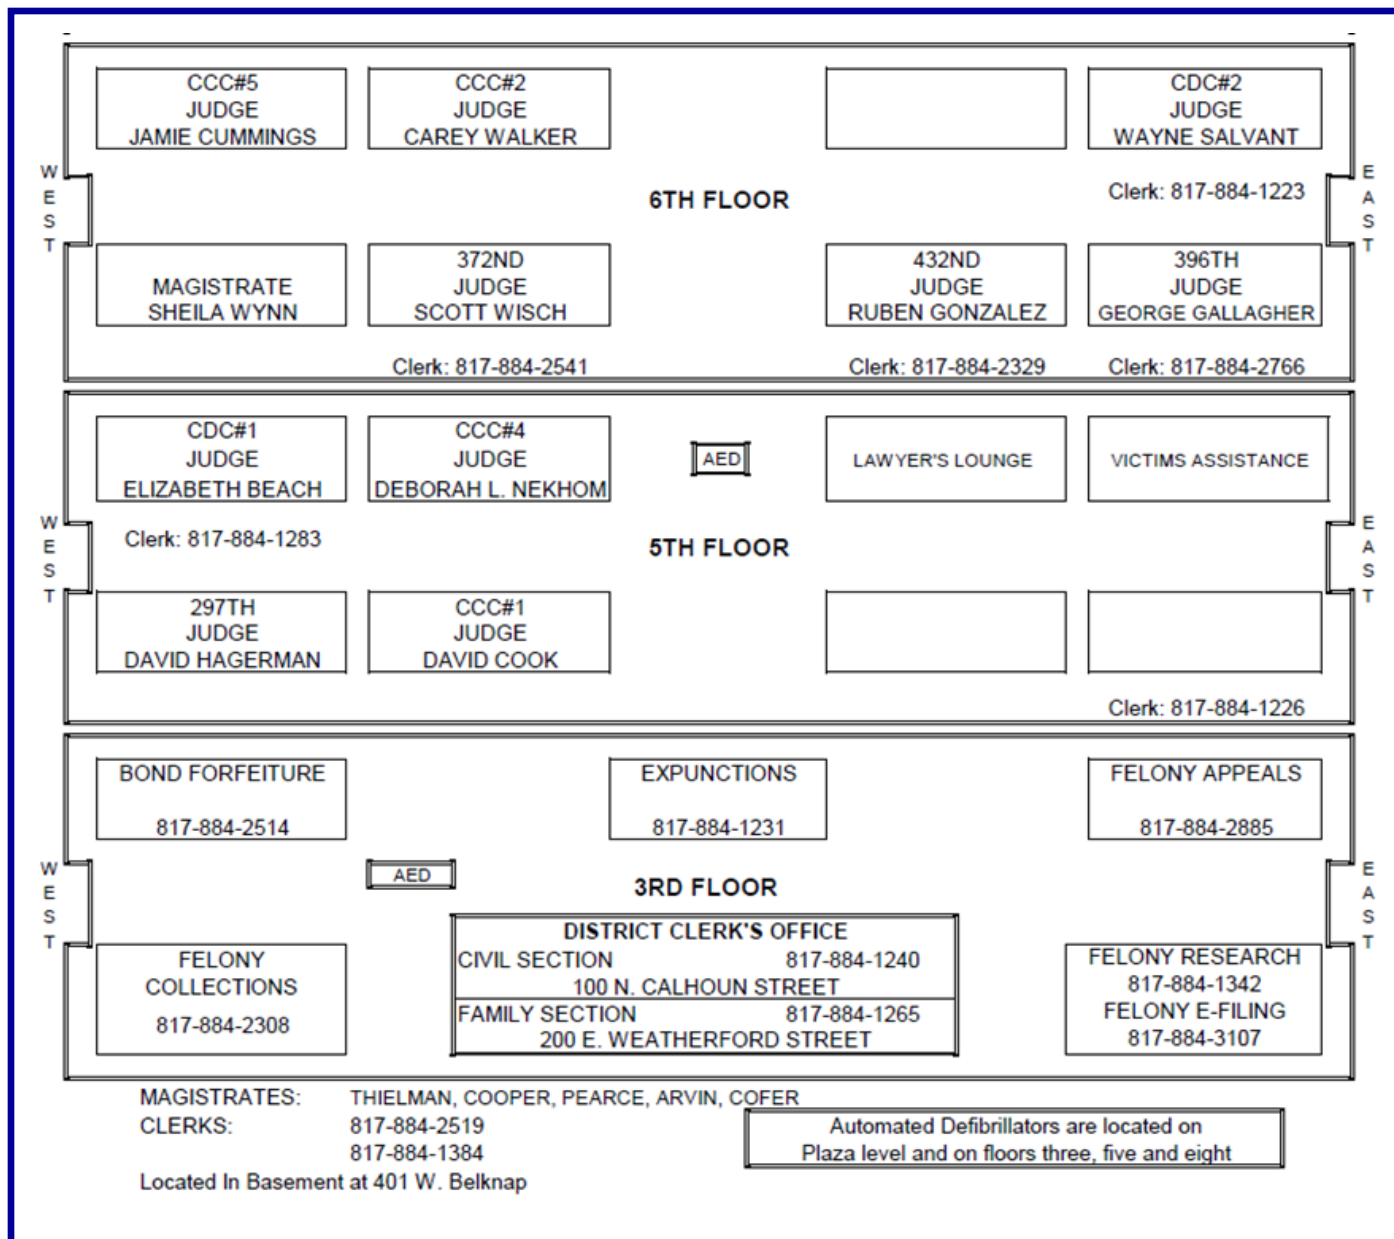 CCC#5
JUDGE
JAMIE CUMMINGS
CCC#2
JUDGE
CAREY WALKER
CDC#2
JUDGE
WAYNE SALVANT
Clerk: 817-884-1223
WEST
6TH FLOOR
EAST
MAGISTRATE
SHEILA WYNN
372ND
JUDGE
SCOTT WISCH
Clerk: 817-884-2541
432ND
JUDGE
RUBEN GONZALEZ
Clerk: 817-884-2329
396TH
JUDGE
GEORGE GALLAGHER
Clerk: 817-884-2766
CDC#1
JUDGE
ELIZABETH BEACH
Clerk: 817-884-1283
CCC#4
JUDGE
DEBORAH L. NEKHOM
AED
LAWYER'S LOUNGE
VICTIMS ASSISTANCE
WEST
5TH FLOOR
EAST
297TH
JUDGE
DAVID HAGERMAN
CCC#1
JUDGE
DAVID COOK
Clerk: 817-884-1226
BOND FORFEITURE
817-884-2514
EXPUNCTIONS
817-884-1231
FELONY APPEALS
817-884-2885
WEST
AED
3RD FLOOR
EAST
FELONY
COLLECTIONS
817-884-2308
DISTRICT CLERK'S OFFICE
CIVIL SECTION 817-884-1240
100 N. CALHOUN STREET
FAMILY SECTION 817-884-1265
200 E. WEATHERFORD STREET
FELONY RESEARCH
817-884-1342
FELONY E-FILING
817-884-3107
MAGISTRATES: THIELMAN, COOPER, PEARCE, ARVIN, COFER
CLERKS: 817-884-2519
817-884-1384
Located In Basement at 401 W. Belknap
Automated Defibrillators are located on
Plaza level and on floors three, five and eight